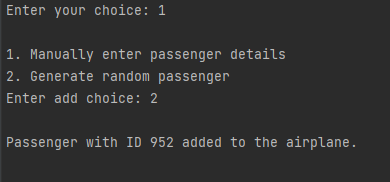 Enter your choice: 1
1. Manually enter passenger details
2. Generate random passenger
Enter add choice: 2
Passenger with ID 952 added to the airplane.